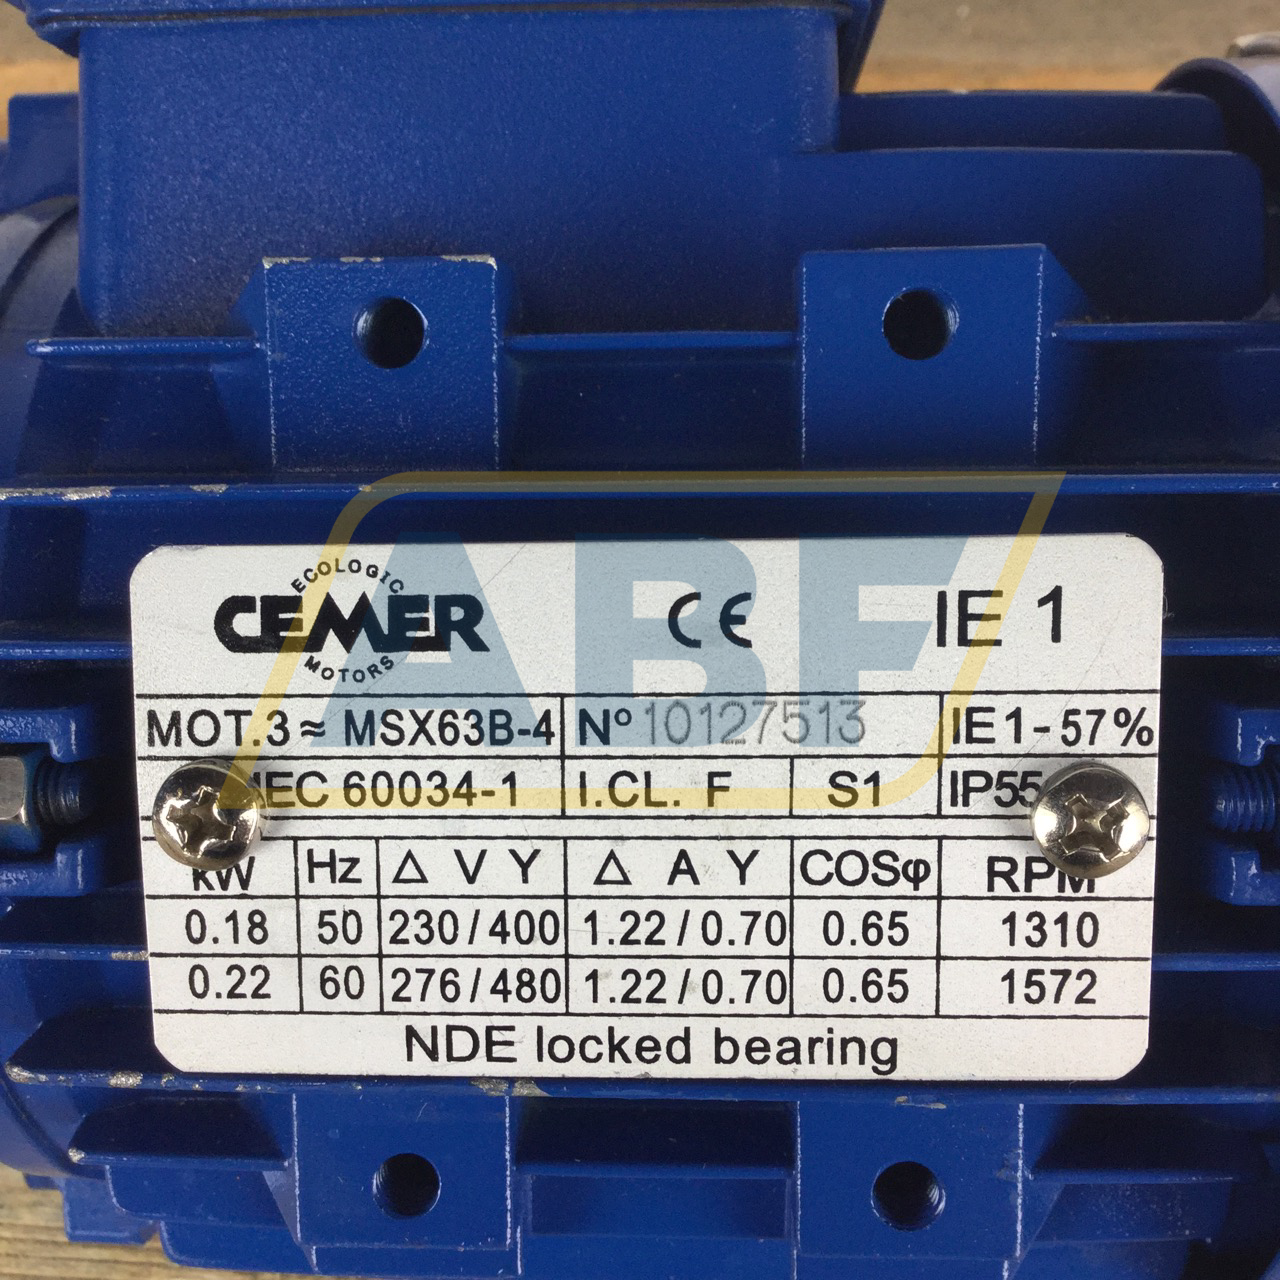 ECOLOGIC
CEMER
MOTORS
CE
IE 1
MOT.3≈ MSX63B-4 Nº 10127513 IE1-57%
IEC 60034-1 I.CL. F S1 IP55
kW Hz Δ V Y Δ A Y COSφ RPM
0.18 50 230/400 1.22/0.70 0.65 1310
0.22 60 276/480 1.22/0.70 0.65 1572
NDE locked bearing
ABF